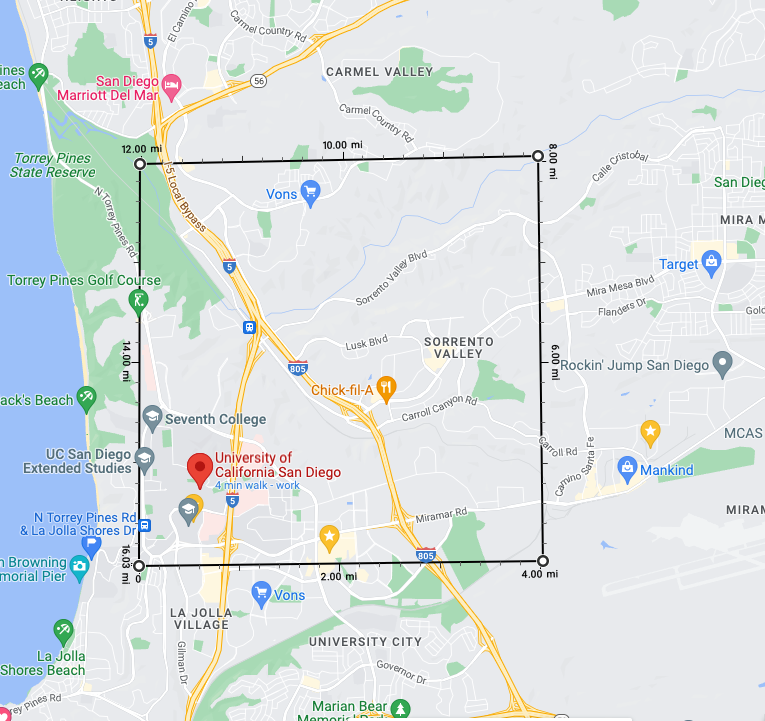 El Camino
Carmel Country Rd
5
56
CARMEL VALLEY
San Diego
Marriott Del Mar
ines
each
Carmel Country Rd
12.00 mi
10.00 mi
8.00 mi
Torrey Pines
State Reserve
I-5 Local Bypass
Calle Cristobal
Vons
San Dieg
N Torrey Pines Rd
MIRA M
Sorrento Valley Blvd
5
Target
Torrey Pines Golf Course
Mira Mesa Blvd
Flanders Dr
Gold
14.00 mi
Lusk Blvd
SORRENTO
VALLEY
6.00 mi
805
Rockin' Jump San Diego
Chick-fil-A
ack's Beach
Carroll Canyon Rd
Seventh College
MCAS
Carroll Rd
UC San Diego
Extended Studies
University of
California San Diego
4 min walk - work
Camino Santa Fe
Mankind
5
N Torrey Pines Rd
& La Jolla Shores Dr
Miramar Rd
MIRAM
h Browning
morial Pier
16.03 mi
0
2.00 mi
805
4.00 mi
Vons
LA JOLLA
VILLAGE
UNIVERSITY CITY
La Jolla
Shores Beach
Gilman Dr
Governor Dr
rrey Pines Rd
Marian Bear
Memorial Park